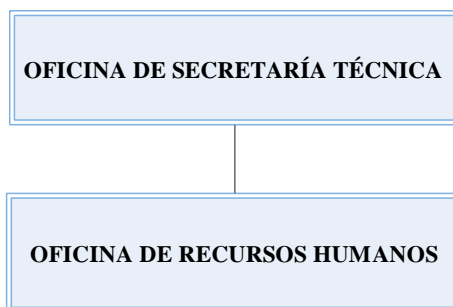 OFICINA DE SECRETARÍA TÉCNICA
OFICINA DE RECURSOS HUMANOS